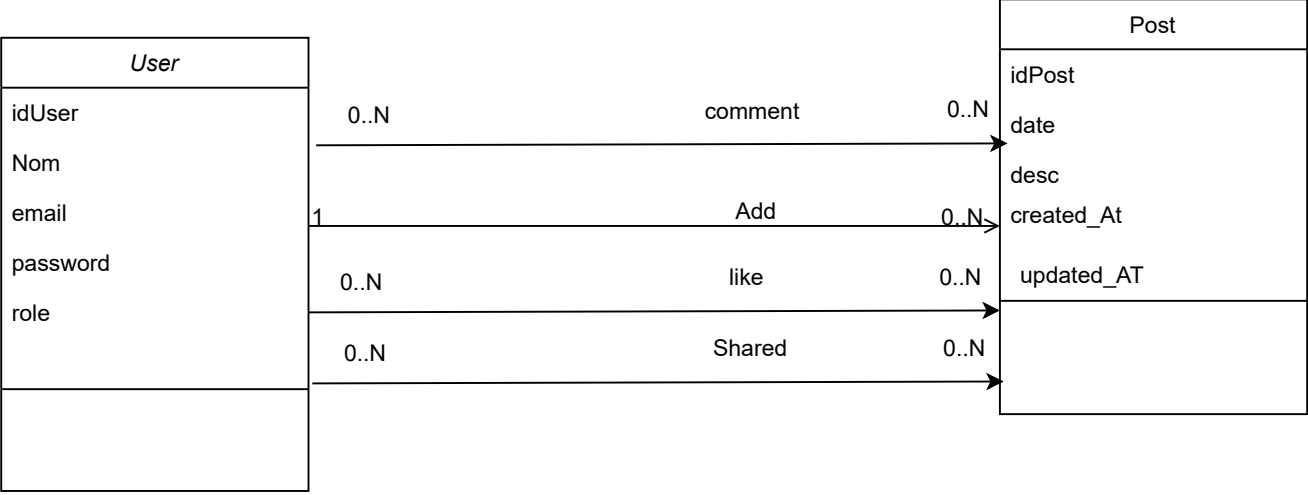 User
idUser
Nom
email
password
role
0..N comment 0..N
1 Add 0..N
0..N like 0..N
0..N Shared 0..N
Post
idPost
date
desc
created_At
updated_AT